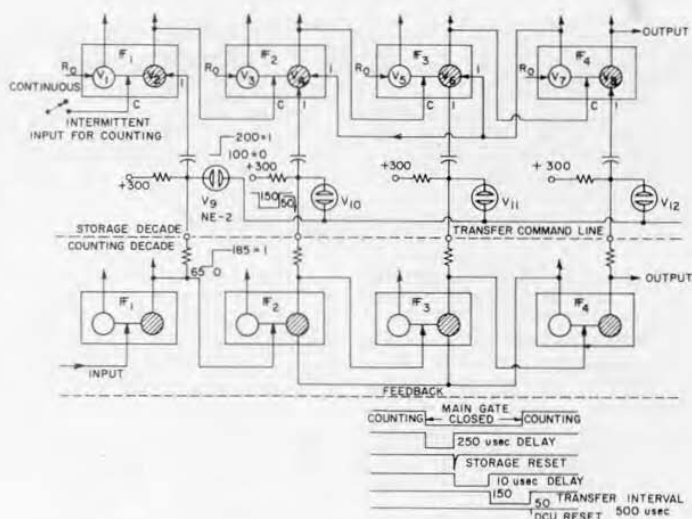 FF1 FF2 FF3 FF4
OUTPUT
R0 V1 V2 I R0 V3 V4 R0 V5 V6 I R0 V7 V8
CONTINUOUS
C C I C I C I
INTERMITTENT
INPUT FOR COUNTING
200=1
100=0
+300 +300 +300 + 300
V9
NE-2
150
50
V10 V11 V12
STORAGE DECADE TRANSFER COMMAND LINE
COUNTING DECADE
185=1
65 0
OUTPUT
FF1 FF2 FF3 FF4
INPUT
FEEDBACK
COUNTING MAIN GATE CLOSED COUNTING
250 usec DELAY
STORAGE RESET
10 usec DELAY
150
50 TRANSFER INTERVAL
DCU RESET 500 usec